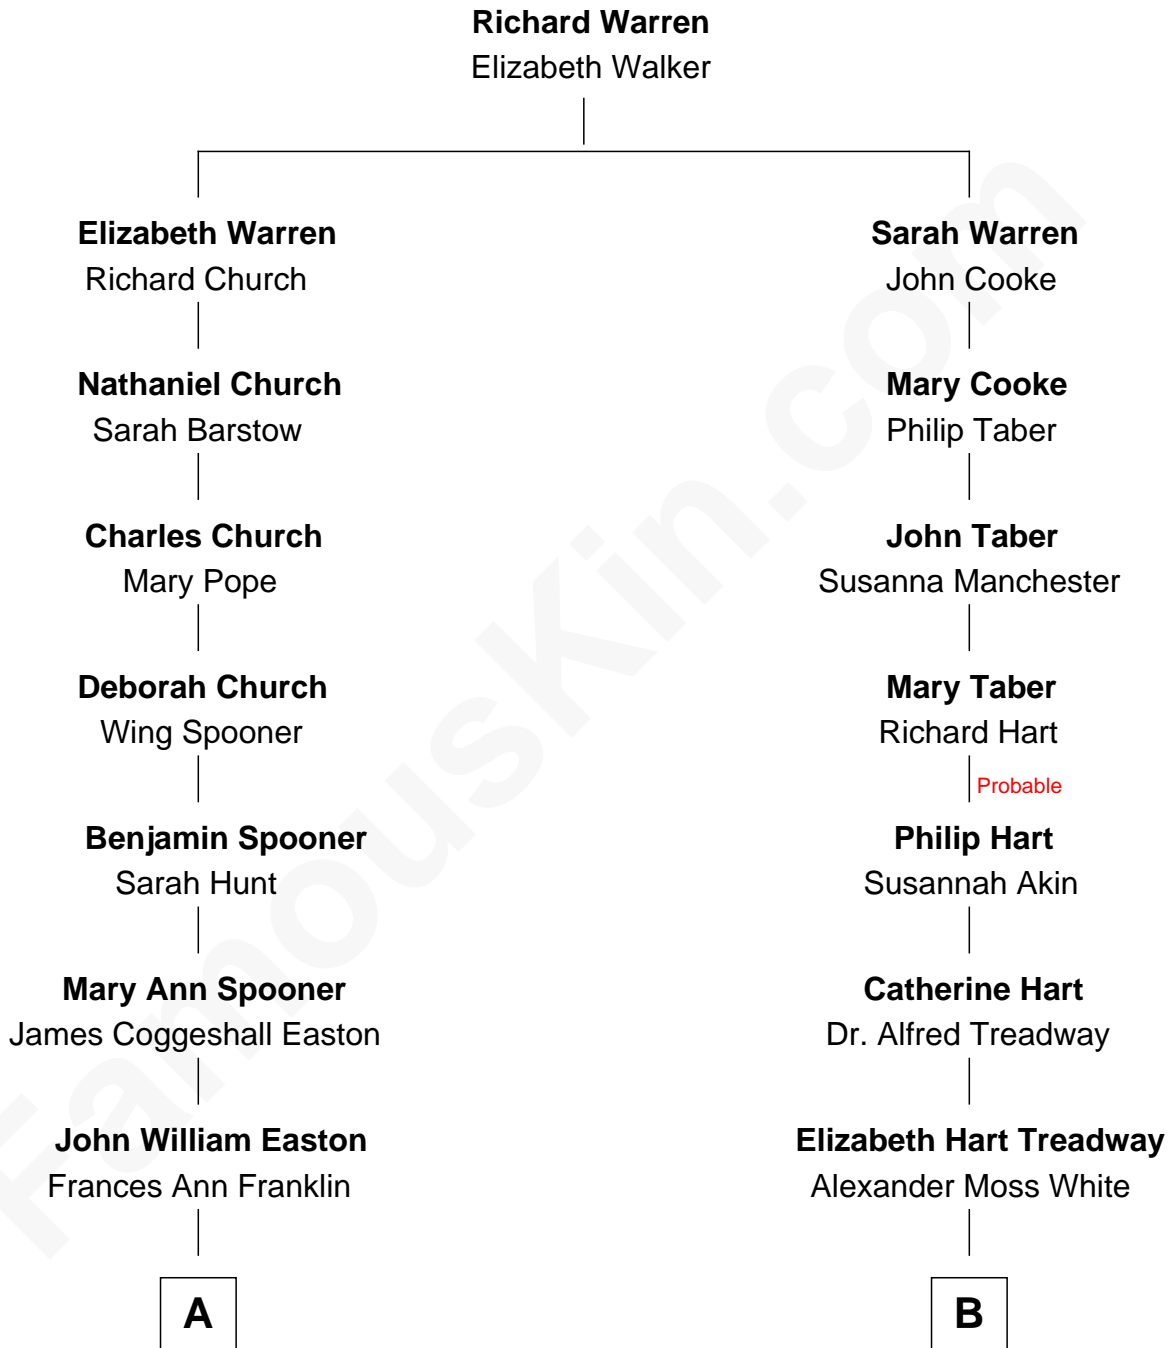 Richard Warren
Elizabeth Walker
Elizabeth Warren
Richard Church
Nathaniel Church
Sarah Barstow
Charles Church
Mary Pope
Deborah Church
Wing Spooner
Benjamin Spooner
Sarah Hunt
Mary Ann Spooner
James Coggeshall Easton
John William Easton
Frances Ann Franklin
A
Sarah Warren
John Cooke
Mary Cooke
Philip Taber
John Taber
Susanna Manchester
Mary Taber
Richard Hart
Probable
Philip Hart
Susannah Akin
Catherine Hart
Dr. Alfred Treadway
Elizabeth Hart Treadway
Alexander Moss White
B
FamousKin.com